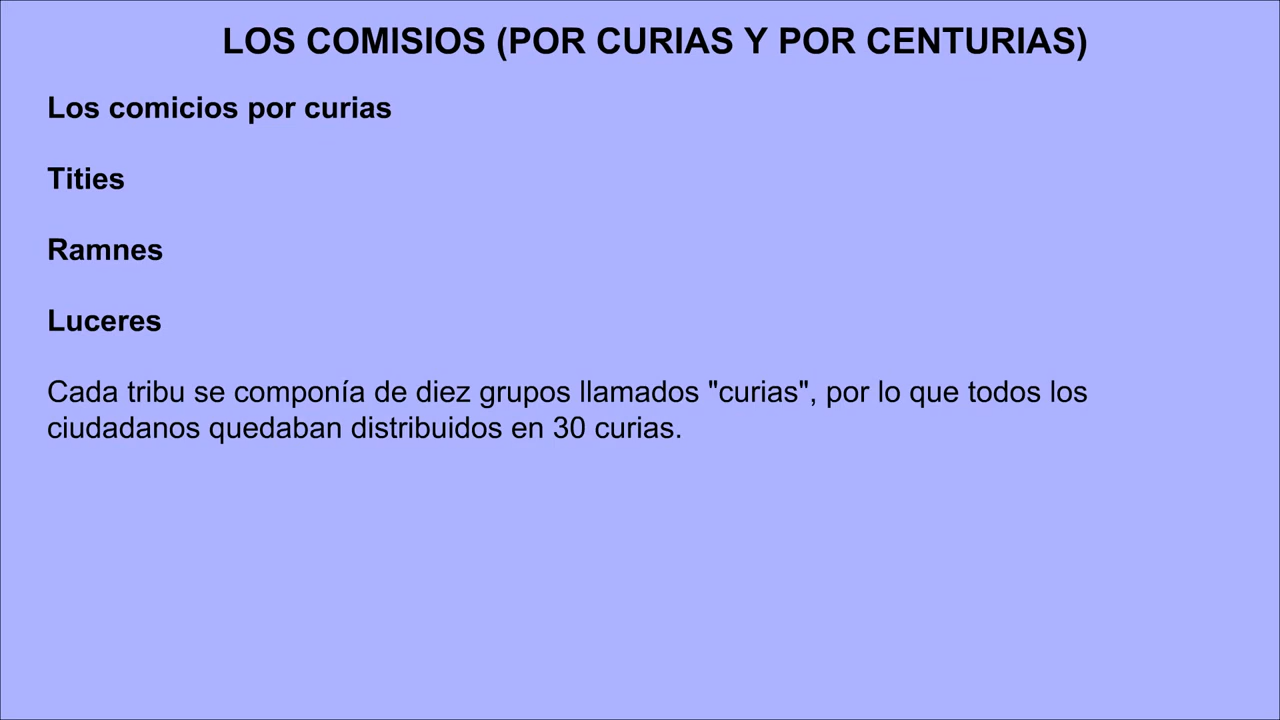 LOS COMISIOS (POR CURIAS Y POR CENTURIAS)
Los comicios por curias
Tities
Ramnes
Luceres
Cada tribu se componía de diez grupos llamados "curias", por lo que todos los
ciudadanos quedaban distribuidos en 30 curias.